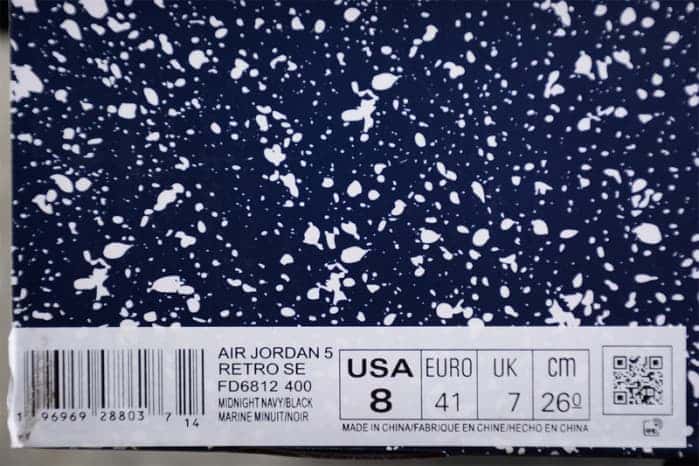 AIR JORDAN 5
RETRO SE
FD6812 400
MIDNIGHT NAVY/BLACK
MARINE MINUIT/NOIR
USA EURO UK cm
8 41 7 26º
MADE IN CHINA/FABRIQUE EN CHINE/HECHO EN CHINA
1 96969 28803 7 14